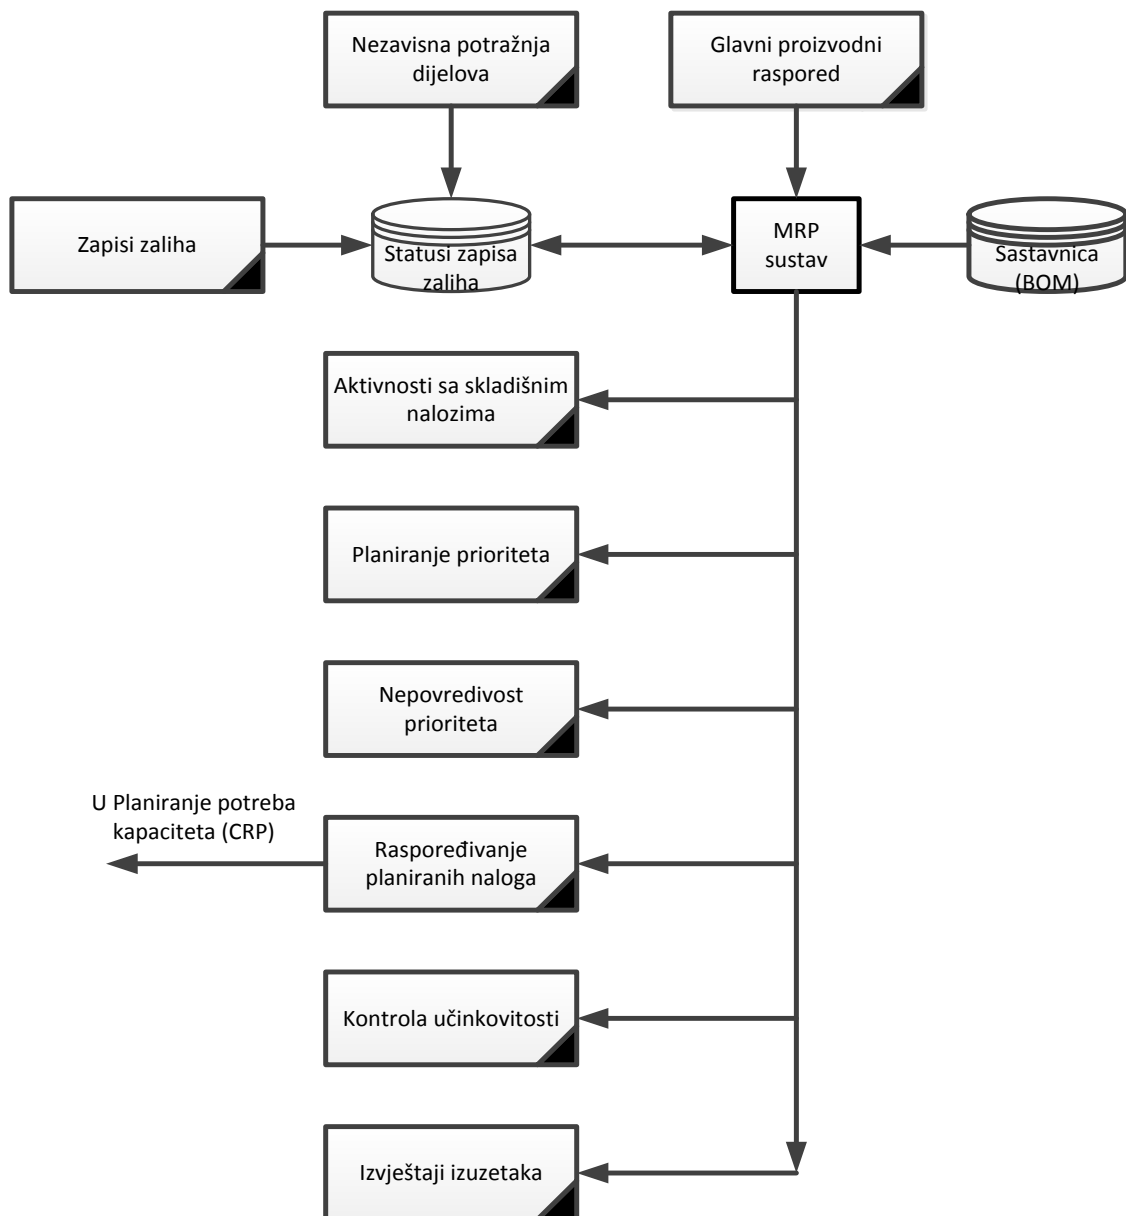 Nezavisna potražnja
dijelova
Glavni proizvodni
raspored
Zapisi zaliha
Statusi zapisa
zaliha
MRP
sustav
Sastavnica
(BOM)
Aktivnosti sa skladišnim
nalozima
Planiranje prioriteta
Nepovredivost
prioriteta
U Planiranje potreba
kapaciteta (CRP)
Raspoređivanje
planiranih naloga
Kontrola učinkovitosti
Izvještaji izuzetaka